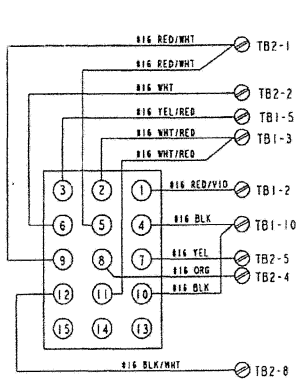 #16 RED/WHT TB2-1
#16 RED/WHT
#16 WHT TB2-2
#16 YEL/RED TB1-5
#16 WHT/RED TB1-3
#16 WHT/RED
3 2 1 #16 RED/VIO TB1-2
6 5 4 #16 BLK TB1-10
9 8 7 #16 YEL TB2-5
#16 ORG TB2-4
12 11 10 #16 BLK
15 14 13
#16 BLK/WHT TB2-8